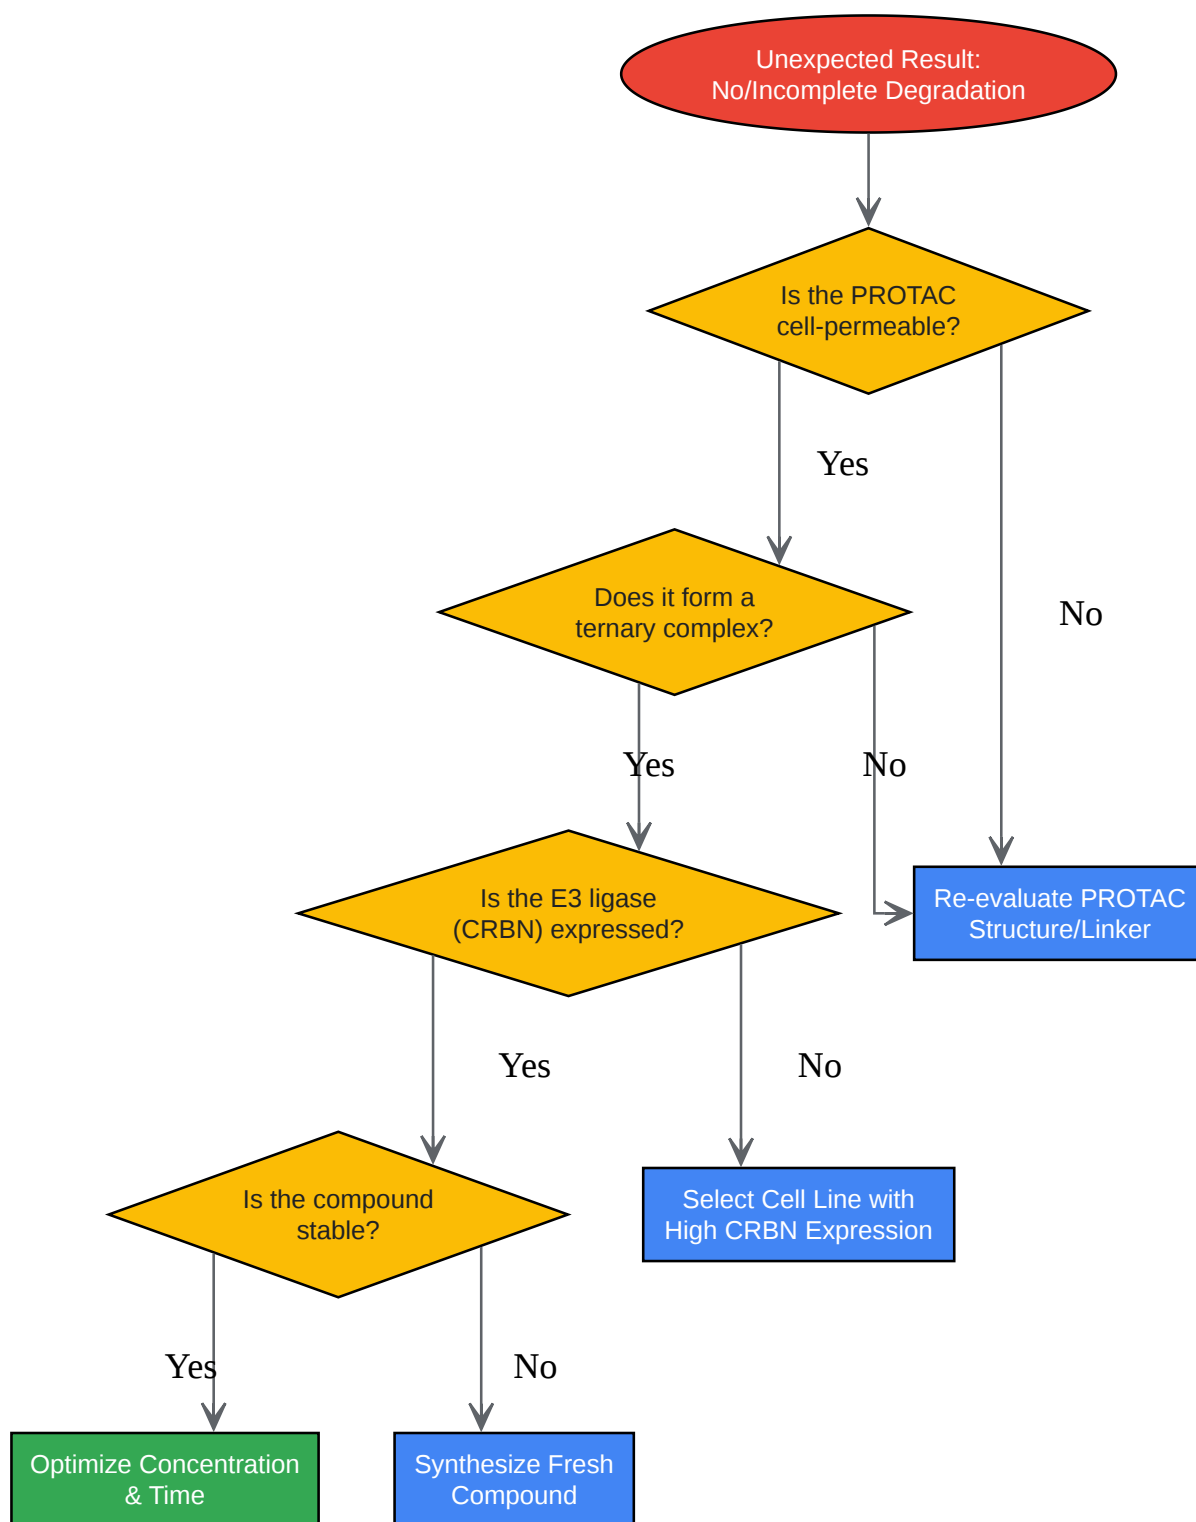 Unexpected Result:
No/Incomplete Degradation
Is the PROTAC
cell-permeable?
Yes
No
Does it form a
ternary complex?
Yes
No
Re-evaluate PROTAC
Structure/Linker
Is the E3 ligase
(CRBN) expressed?
Yes
No
Select Cell Line with
High CRBN Expression
Is the compound
stable?
Yes
No
Optimize Concentration
& Time
Synthesize Fresh
Compound